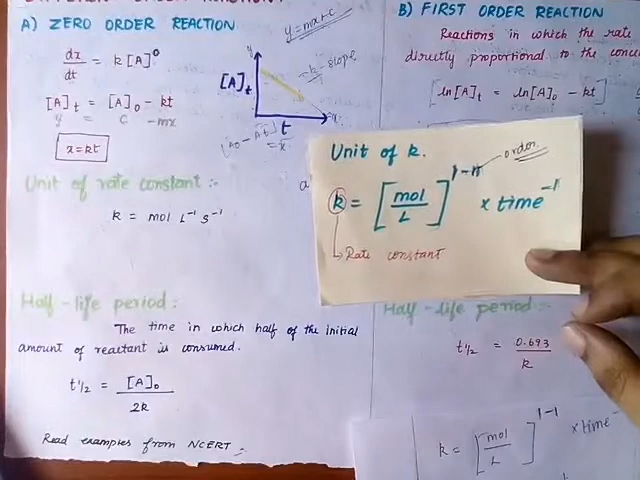 A) ZERO ORDER REACTION
dx/dt = k [A]⁰
[A]t = [A]₀ - kt
y = c -mx
x = kt
y = mx+c
y
-k = slope
[A]t
t
x
[A₀ - At]
= x
Unit of rate constant :-
k = mol L⁻¹ s⁻¹
Half-life period :
The time in which half of the initial
amount of reactant is consumed.
t½ = [A]₀ / 2k
Read examples from NCERT
B) FIRST ORDER REACTION
Reactions in which the rate
directly proportional to the conce
[ln[A]t = ln[A]₀ - kt]
a
Unit of k.
k = [mol/L]¹⁻ⁿ × time⁻¹
order
Rate constant
Half-life period :-
t½ = 0.693 / k
k = [mol/L]¹⁻¹ × time⁻